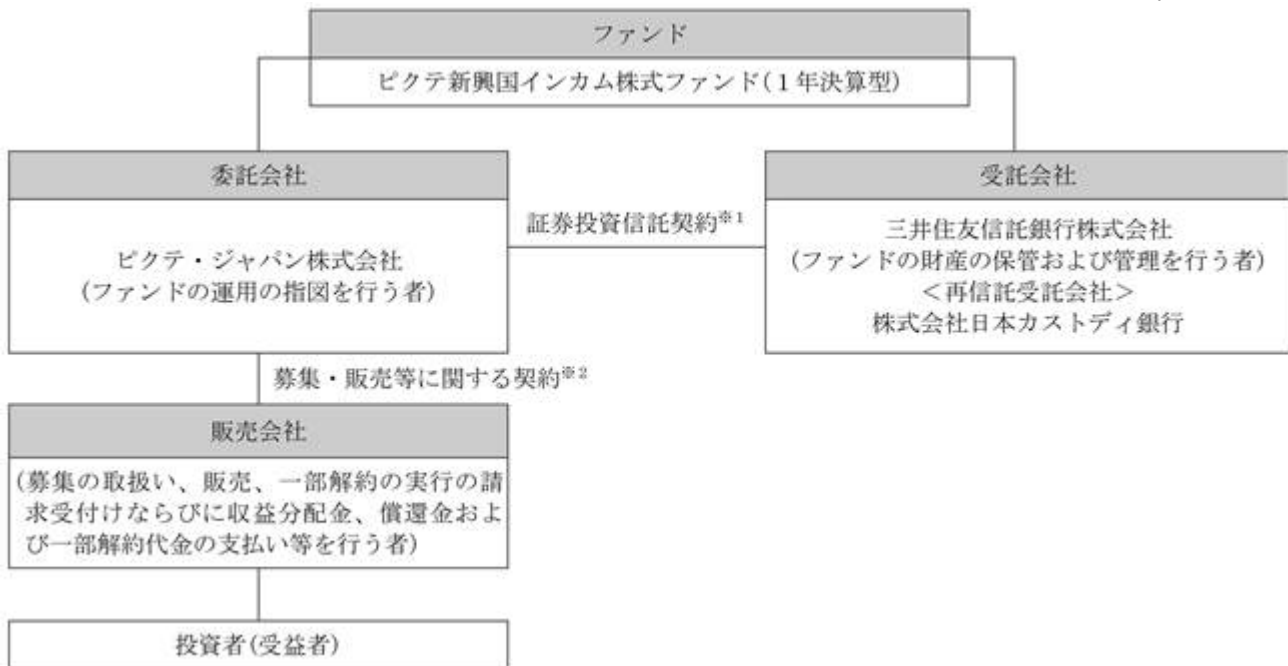 ファンド
ピクテ新興国インカム株式ファンド(1年決算型)
委託会社
ピクテ・ジャパン株式会社
(ファンドの運用の指図を行う者)
証券投資信託契約※1
受託会社
三井住友信託銀行株式会社
(ファンドの財産の保管および管理を行う者)
<再信託受託会社>
株式会社日本カストディ銀行
募集・販売等に関する契約※2
販売会社
(募集の取扱い、販売、一部解約の実行の請
求受付けならびに収益分配金、償還金およ
び一部解約代金の支払い等を行う者)
投資者(受益者)